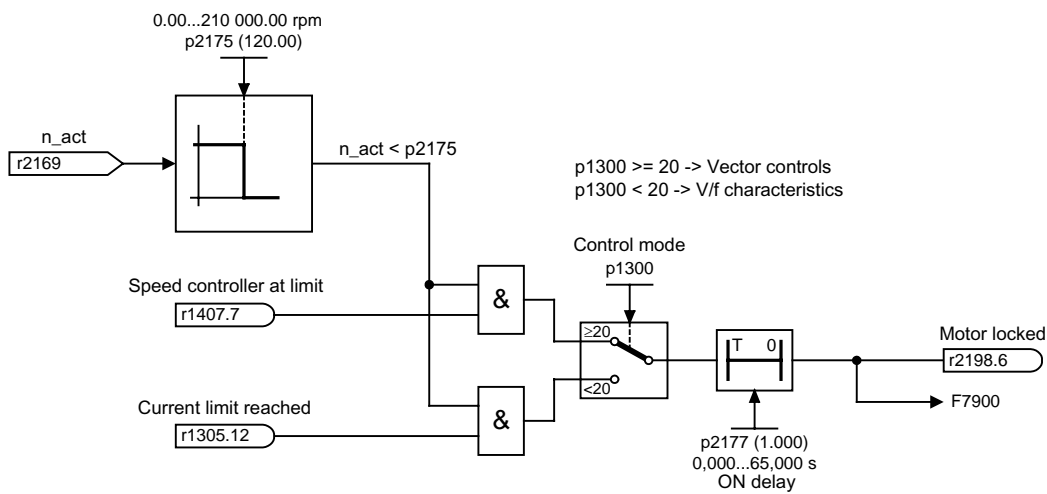 0.00...210 000.00 rpm
p2175 (120.00)
n_act
r2169
n_act < p2175
p1300 >= 20 -> Vector controls
p1300 < 20 -> V/f characteristics
Control mode
p1300
Speed controller at limit
r1407.7
&
≥20
<20
T 0
Motor locked
r2198.6
F7900
Current limit reached
r1305.12
&
p2177 (1.000)
0,000...65,000 s
ON delay